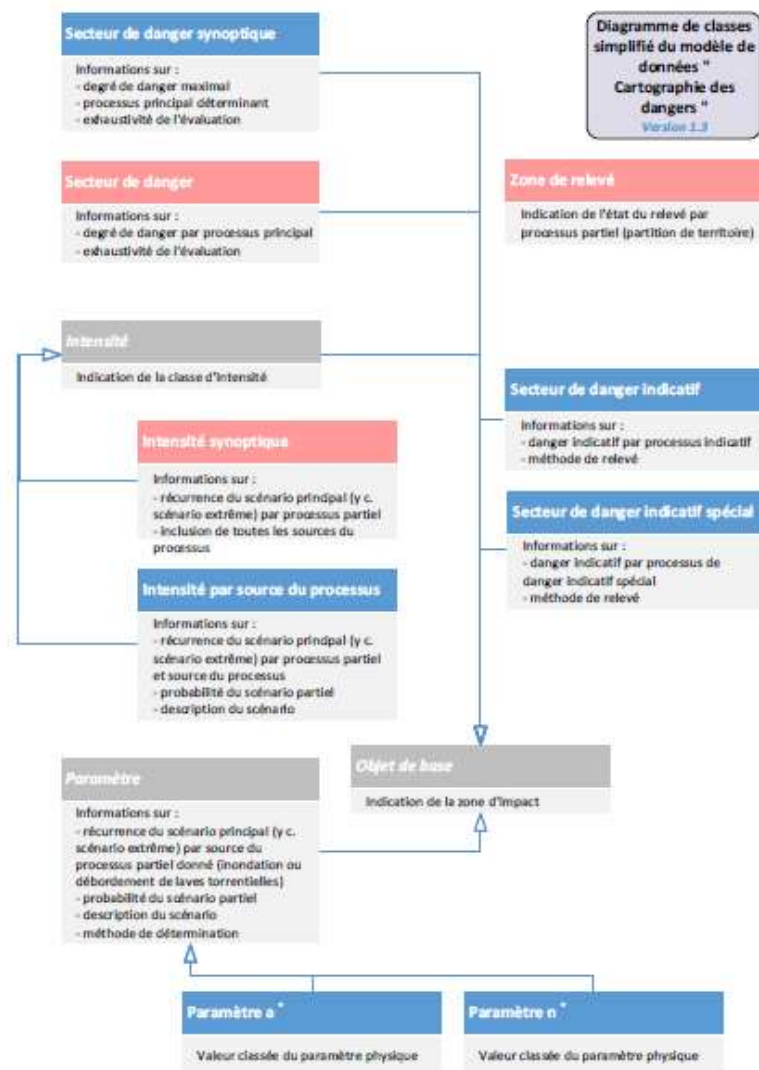 Secteur de danger synoptique
Informations sur :
- degré de danger maximal
- processus principal déterminant
- exhaustivité de l'évaluation
Diagramme de classes
simplifié du modèle de
données "
Cartographie des
dangers "
Version 1.3
Secteur de danger
Informations sur :
- degré de danger par processus principal
- exhaustivité de l'évaluation
Zone de relevé
Indication de l'état du relevé par
processus partiel (partition de territoire)
Intensité
Indication de la classe d'intensité
Secteur de danger indicatif
Informations sur :
- danger indicatif par processus indicatif
- méthode de relevé
Intensité synoptique
Informations sur :
- récurrence du scénario principal (y c.
scénario extrême) par processus partiel
- inclusion de toutes les sources du
processus
Secteur de danger indicatif spécial
Informations sur :
- danger indicatif par processus de
danger indicatif spécial
- méthode de relevé
Intensité par source du processus
Informations sur :
- récurrence du scénario principal (y c.
scénario extrême) par processus partiel
et source du processus
- probabilité du scénario partiel
- description du scénario
Objet de base
Indication de la zone d'impact
Paramètre
Informations sur :
- récurrence du scénario principal (y c.
scénario extrême) par source du
processus partiel donné (inondation ou
débordement de laves torrentielles)
- probabilité du scénario partiel
- description du scénario
- méthode de détermination
Paramètre a *
Valeur classée du paramètre physique
Paramètre n *
Valeur classée du paramètre physique